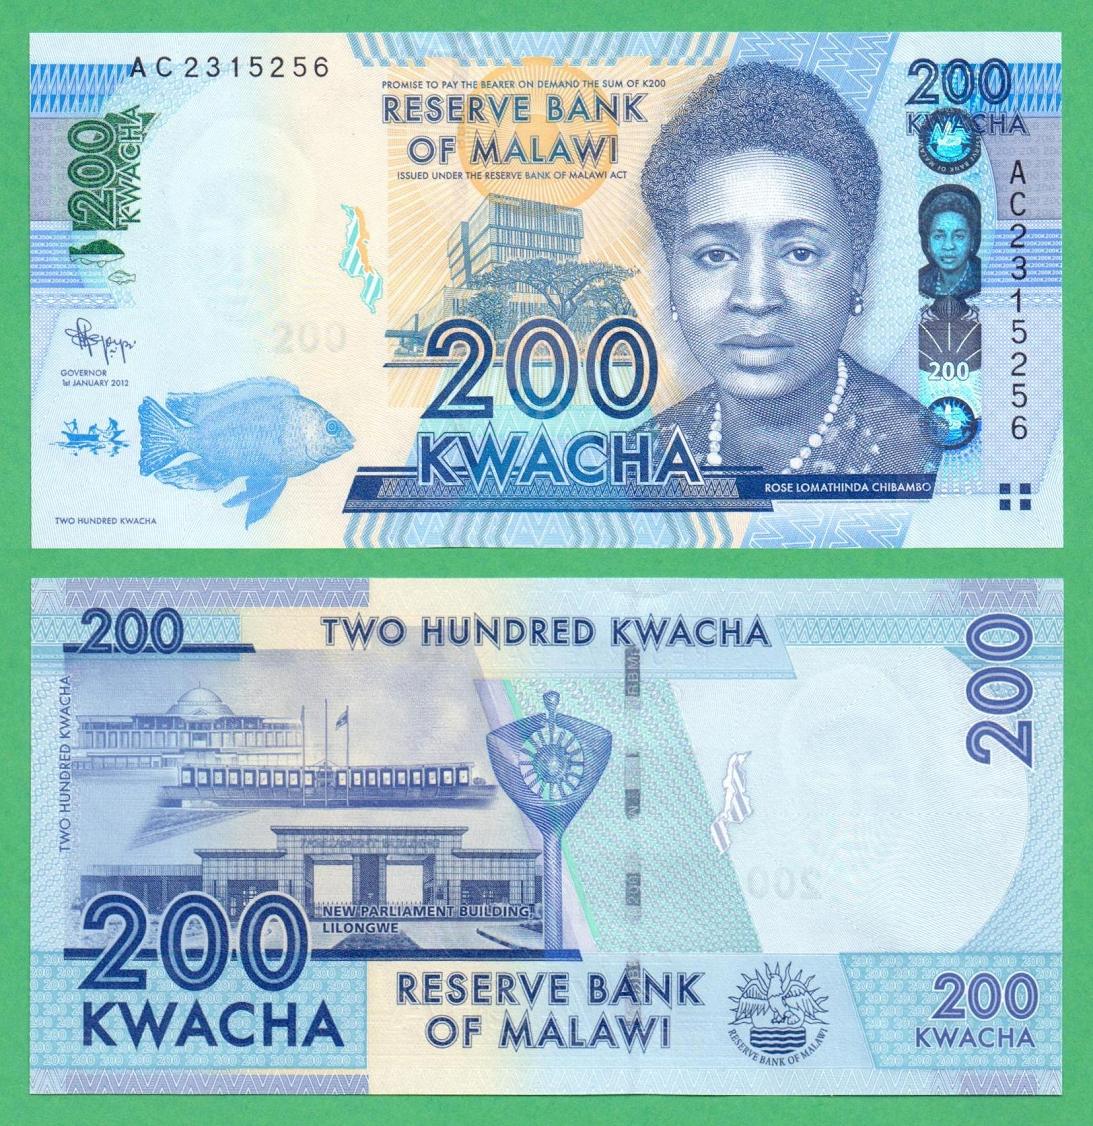 AC2315256
200
KWACHA
PROMISE TO PAY THE BEARER ON DEMAND THE SUM OF K200
RESERVE BANK
OF MALAWI
ISSUED UNDER THE RESERVE BANK OF MALAWI ACT
200
KWACHA
AC2315256
200
200
GOVERNOR
1st JANUARY 2012
200
KWACHA
ROSE LOMATHINDA CHIBAMBO
TWO HUNDRED KWACHA
200
TWO HUNDRED KWACHA
200
TWO HUNDRED KWACHA
RBM
200
NEW PARLIAMENT BUILDING,
LILONGWE
200
KWACHA
RESERVE BANK
OF MALAWI
RESERVE BANK OF MALAWI
200
KWACHA